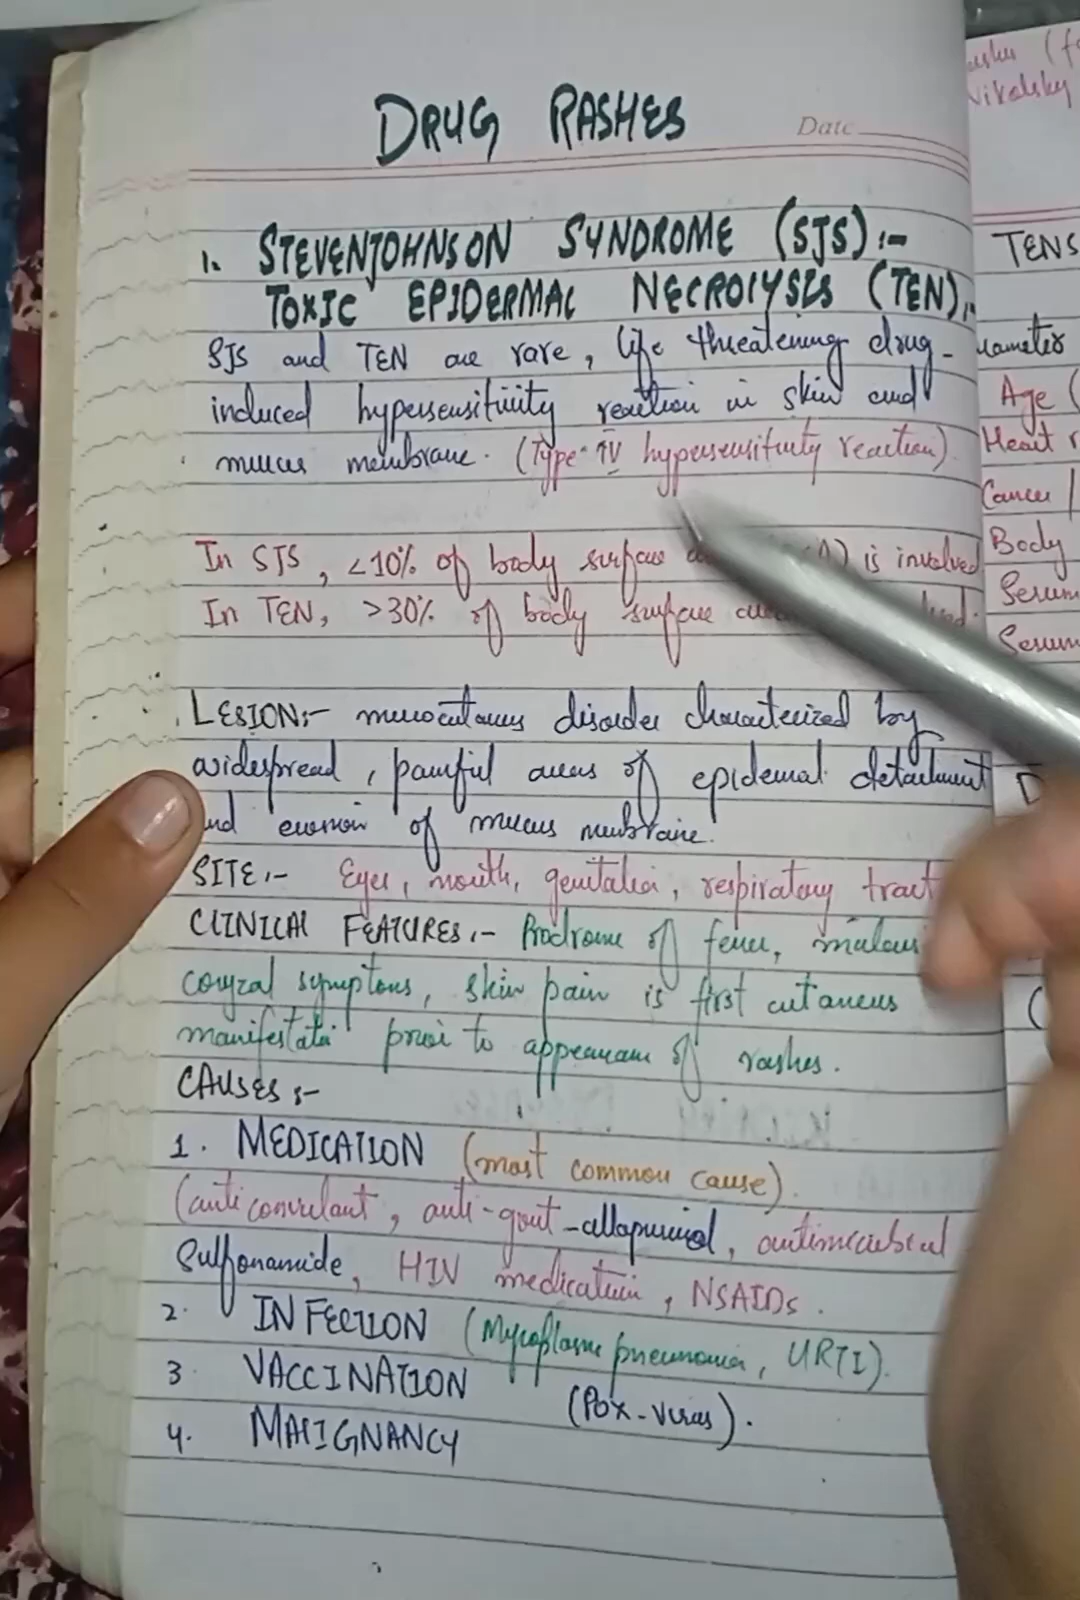 DRUG RASHES
Date
1. STEVENJOHNSON SYNDROME (SJS):-
TOXIC EPIDERMAL NECROLYSIS (TEN).
SJS and TEN are rare, life threatening drug-
induced hypersensitivity reaction in skin and
mucus membrane. (Type-IV hypersensitivity reaction).
In SJS, <10% of body surface is involved
In TEN, >30% of body surface
LESION:- mucocutaneous disorder characterized by
widespread, painful areas of epidermal detachment
and erosion of mucus membrane.
SITE:- Eyes, mouth, genitalia, respiratory tract
CLINICAL FEATURES:- Prodrome of fever, malaise
coryzal symptoms, skin pain is first cutaneus
manifestatin prior to appearance of rashes.
CAUSES:-
1. MEDICATION (most common cause).
(anticonvulant, anti-gout-allopurinol, antimicrobial
Sulfonamide, HIV medication, NSAIDs.
2. INFECTION (Mycoplasma pneumonia, URTI).
3 VACCINATION (Pox-virus).
4. MALIGNANCY
Nikolsky
TENS
Age (
Heart
Cancer /
Body
Serum
Serum